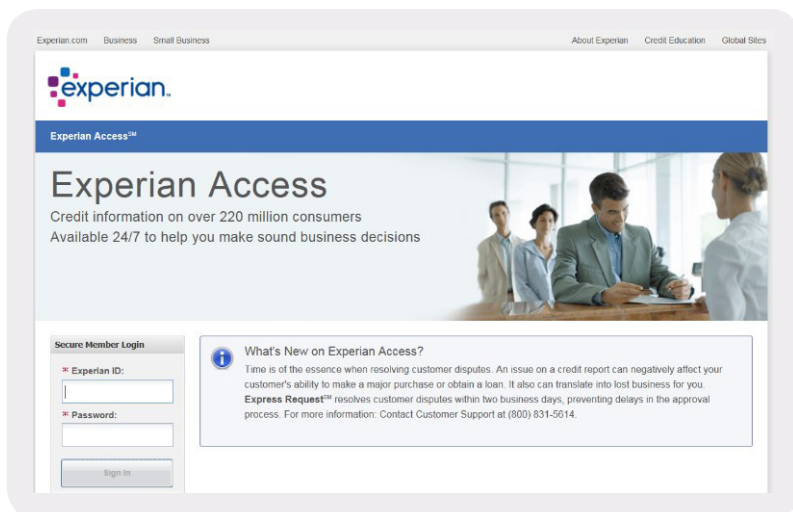 Experian.com Business Small Business About Experian Credit Education Global Sites
experian™
Experian Access℠
Experian Access
Credit information on over 220 million consumers
Available 24/7 to help you make sound business decisions
Secure Member Login
* Experian ID:
* Password:
Sign In
What's New on Experian Access?
Time is of the essence when resolving customer disputes. An issue on a credit report can negatively affect your
customer's ability to make a major purchase or obtain a loan. It also can translate into lost business for you.
Express Request℠ resolves customer disputes within two business days, preventing delays in the approval
process. For more information: Contact Customer Support at (800) 831-5614.